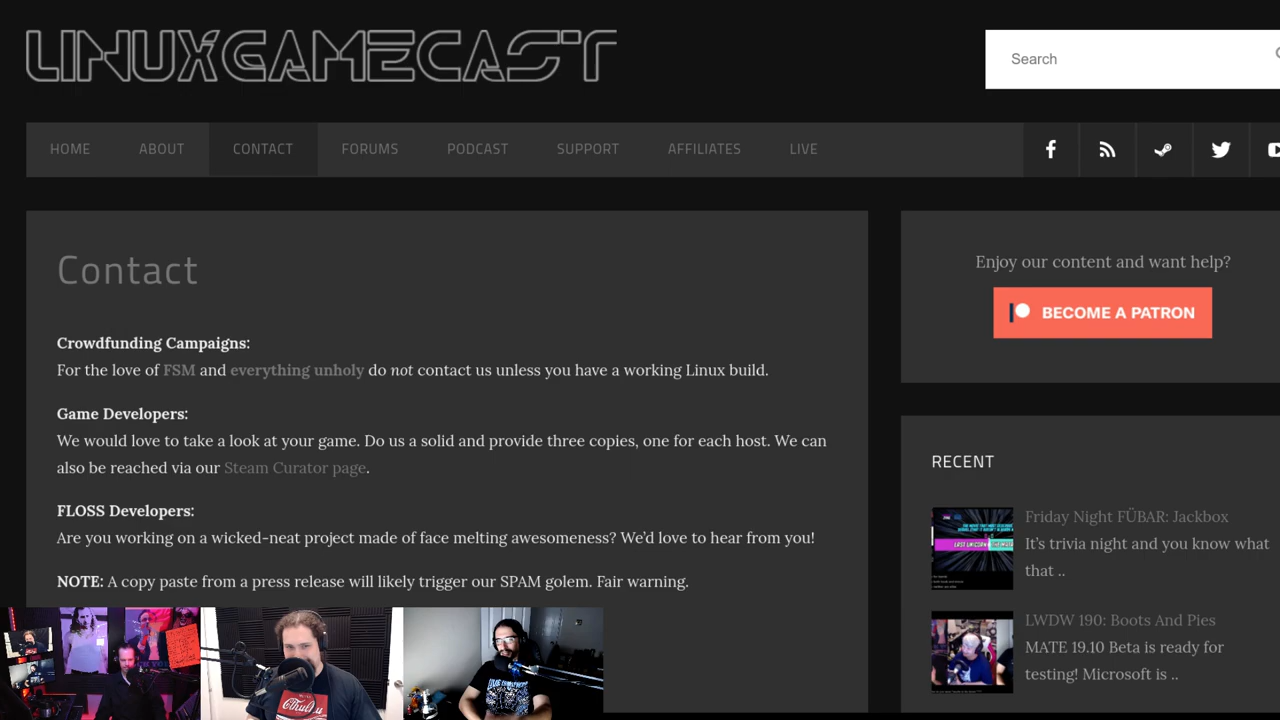 LINUXGAMECAST
Search
HOME ABOUT CONTACT FORUMS PODCAST SUPPORT AFFILIATES LIVE
Contact
Crowdfunding Campaigns:
For the love of FSM and everything unholy do not contact us unless you have a working Linux build.
Game Developers:
We would love to take a look at your game. Do us a solid and provide three copies, one for each host. We can
also be reached via our Steam Curator page.
FLOSS Developers:
Are you working on a wicked-neat project made of face melting awesomeness? We'd love to hear from you!
NOTE: A copy paste from a press release will likely trigger our SPAM golem. Fair warning.
Enjoy our content and want help?
BECOME A PATRON
RECENT
Friday Night FÜBAR: Jackbox
It's trivia night and you know what
that ..
LWDW 190: Boots And Pies
MATE 19.10 Beta is ready for
testing! Microsoft is ..
Cthulhu